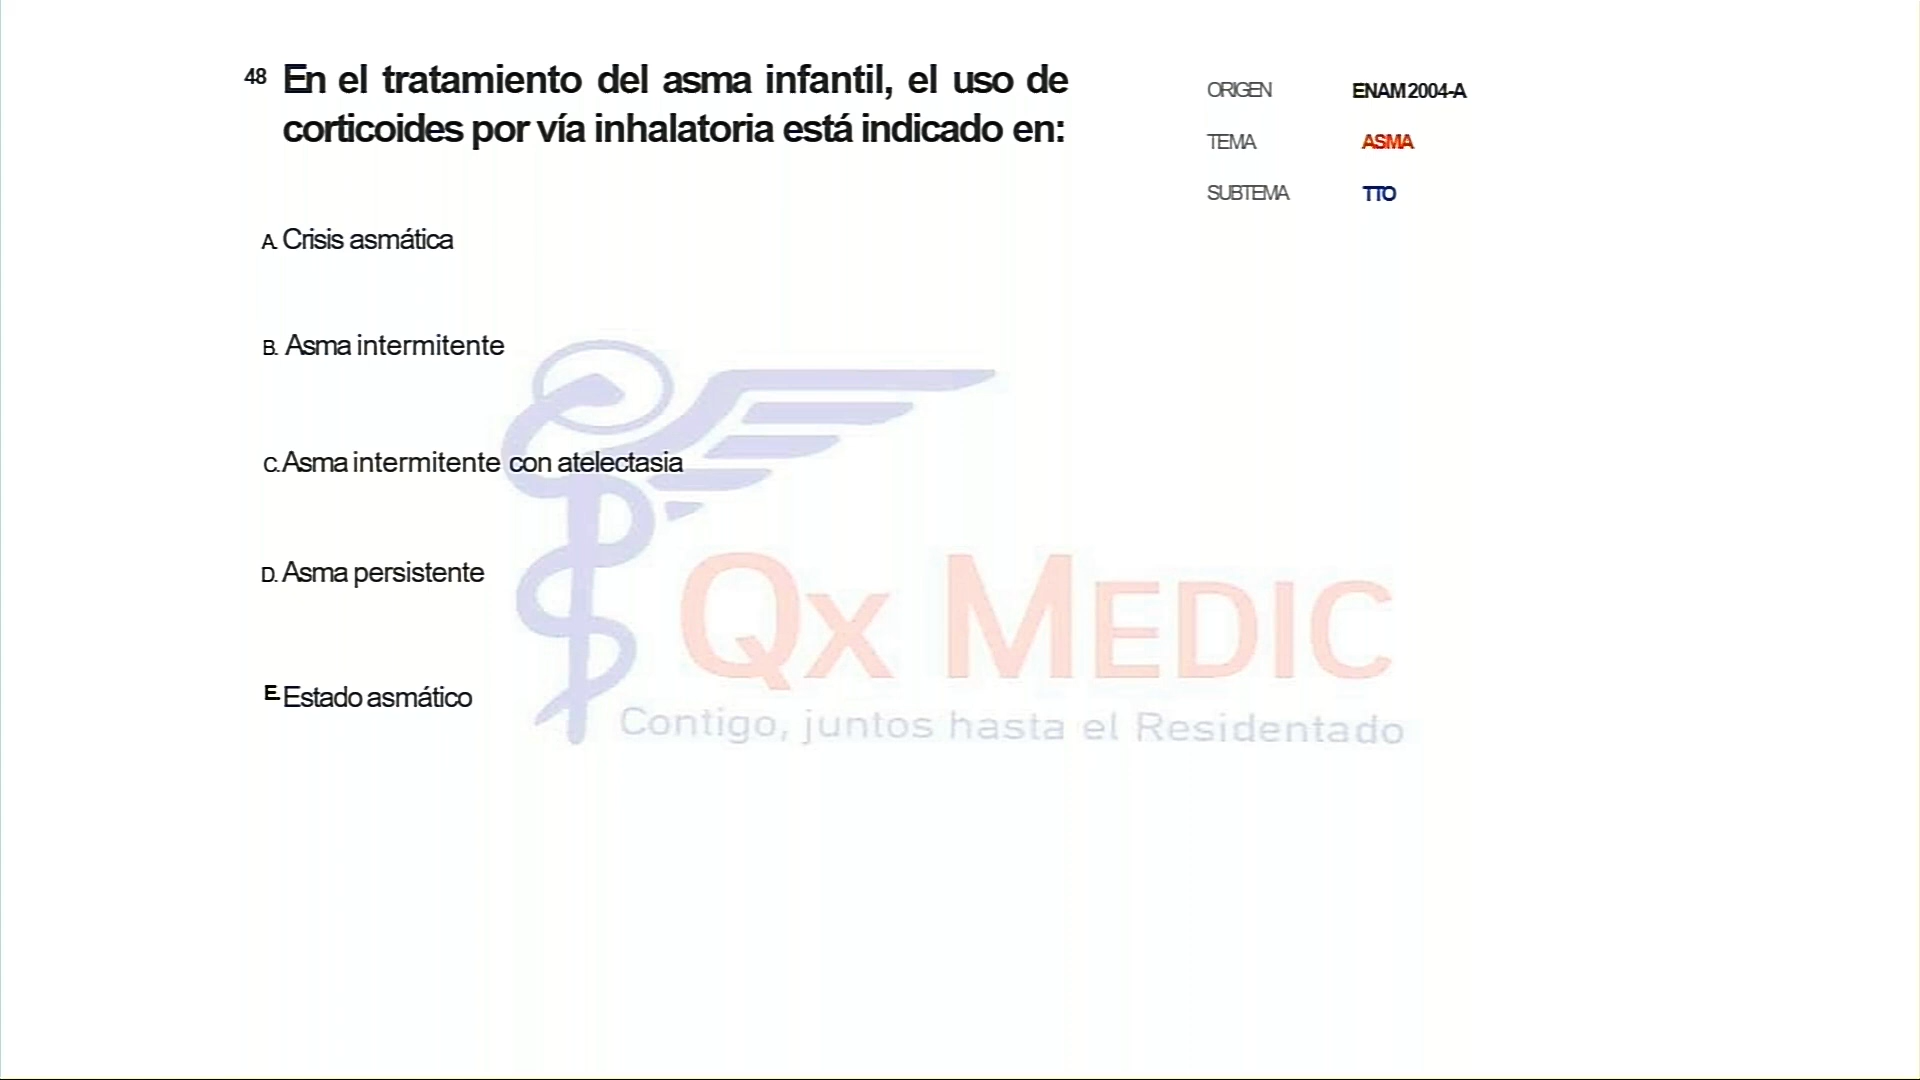 48 En el tratamiento del asma infantil, el uso de
corticoides por vía inhalatoria está indicado en:
A. Crisis asmática
B. Asma intermitente
C. Asma intermitente con atelectasia
D. Asma persistente
E. Estado asmático
ORIGEN ENAM 2004-A
TEMA ASMA
SUBTEMA TTO
Qx MEDIC
Contigo, juntos hasta el Residentado